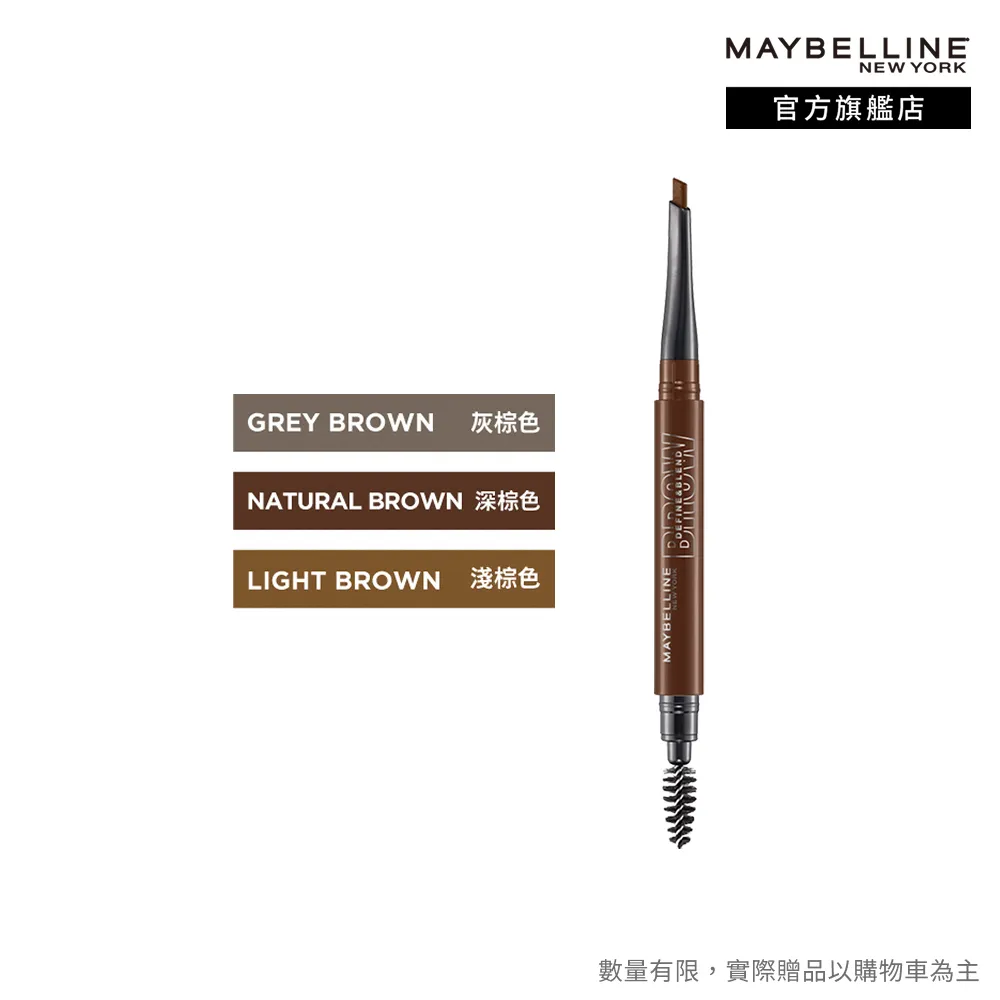 MAYBELLINE
NEW YORK
官方旗艦店
GREY BROWN 灰棕色
NATURAL BROWN 深棕色
LIGHT BROWN 淺棕色
BROW
DEFINE&BLEND
MAYBELLINE
NEW YORK
數量有限，實際贈品以購物車為主